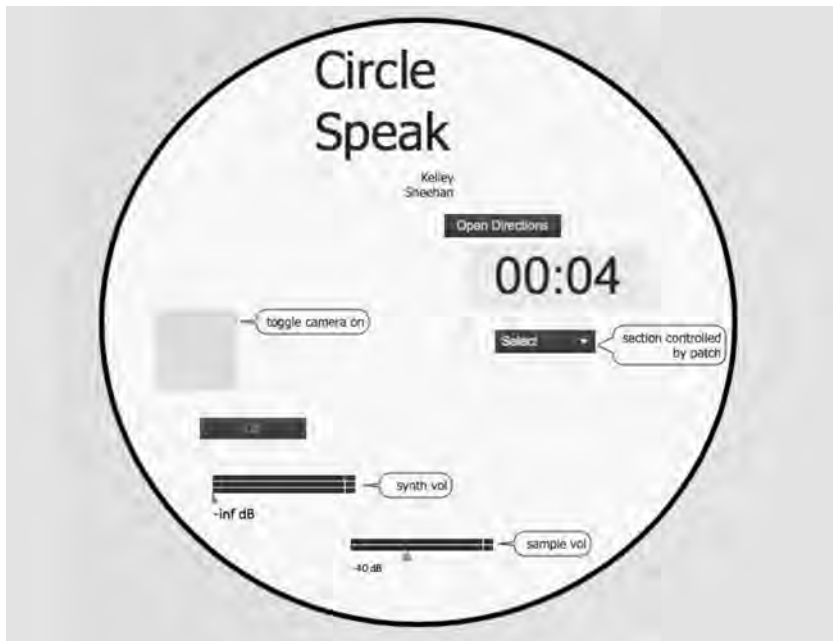 Circle
Speak
Kelley
Sheehan
Open Directions
00:04
toggle camera on
Select
section controlled
by patch
synth vol
-inf dB
sample vol
-40 dB